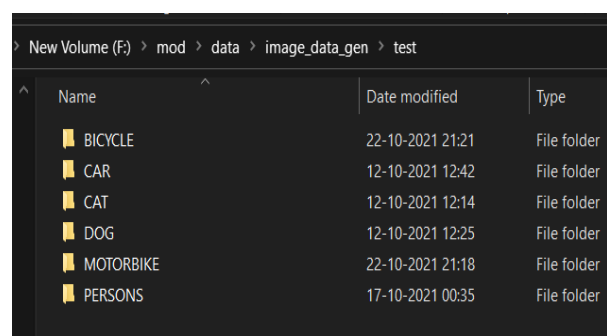 New Volume (F:) > mod > data > image_data_gen > test
Name Date modified Type
BICYCLE 22-10-2021 21:21 File folder
CAR 12-10-2021 12:42 File folder
CAT 12-10-2021 12:14 File folder
DOG 12-10-2021 12:25 File folder
MOTORBIKE 22-10-2021 21:18 File folder
PERSONS 17-10-2021 00:35 File folder